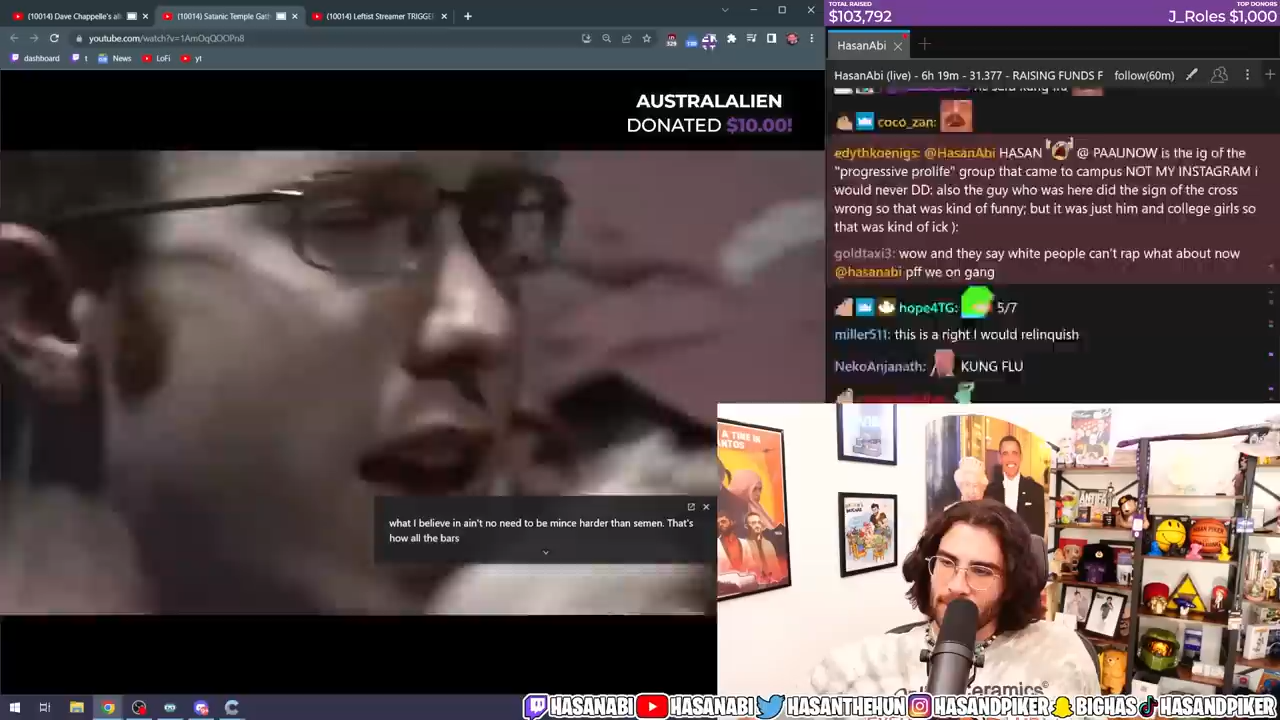 (10014) Dave Chappelle's all
(10014) Satanic Temple Gath
(10014) Leftist Streamer TRIGGER
youtube.com/watch?v=1AmOqQOOPn8
dashboard
t
News
LoFi
yt
AUSTRALALIEN
DONATED $10.00!
what I believe in ain't no need to be mince harder than semen. That's
how all the bars
TOTAL RAISED
$103,792
TOP DONORS
J_Roles $1,000
HasanAbi
HasanAbi (live) - 6h 19m - 31.377 - RAISING FUNDS F
follow(60m)
coco_zan:
edythkoenigs: @HasanAbi HASAN @ PAAUNOW is the ig of the
"progressive prolife" group that came to campus NOT MY INSTAGRAM i
would never DD: also the guy who was here did the sign of the cross
wrong so that was kind of funny; but it was just him and college girls so
that was kind of ick ):
goldtaxi3: wow and they say white people can't rap what about now
@hasanabi pff we on gang
hope4TG: 5/7
miller511: this is a right I would relinquish
NekoAnjanath: KUNG FLU
HASANABI
HASANABI
HASANTHEHUN
HASANDPIKER
BIGHAS
HASANDPIKER